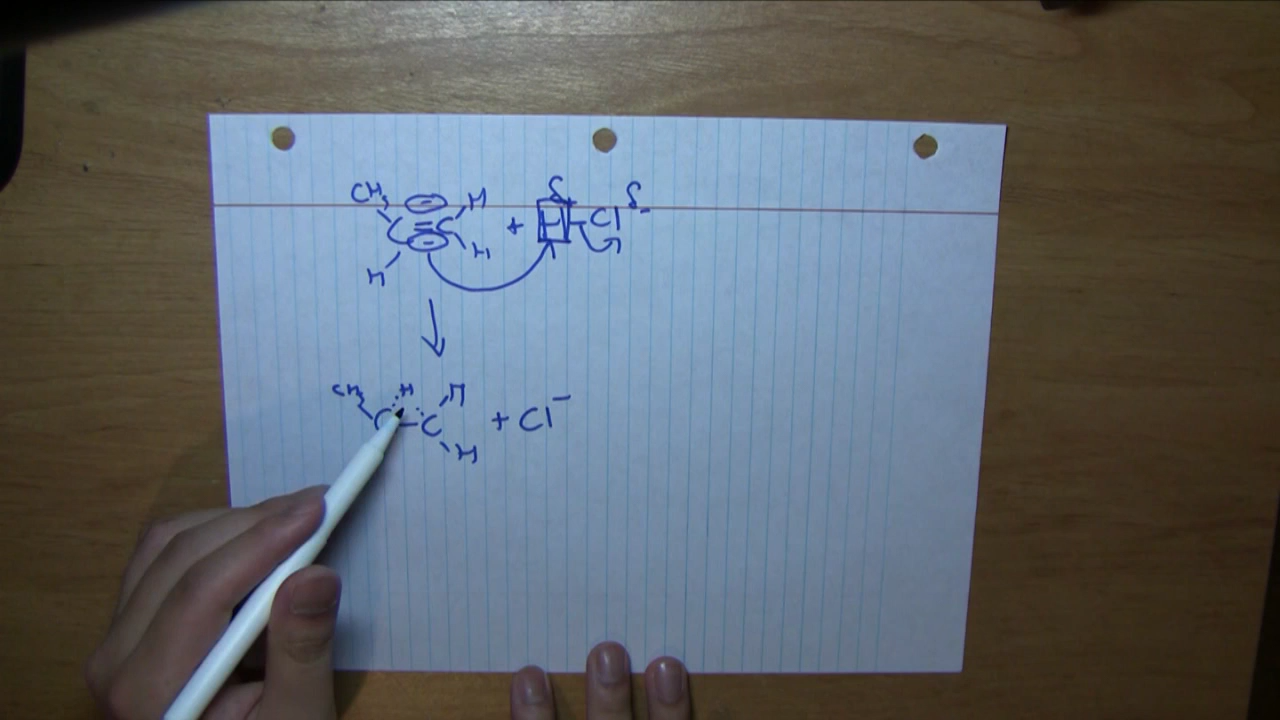 CH3 H δ+ δ-
C=C + H-Cl
H H
CH3 H H
C-C + Cl-
H